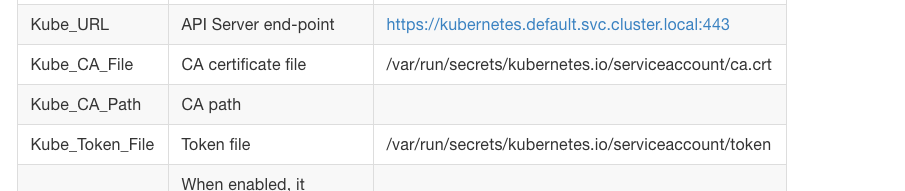 Kube_URL API Server end-point https://kubernetes.default.svc.cluster.local:443
Kube_CA_File CA certificate file /var/run/secrets/kubernetes.io/serviceaccount/ca.crt
Kube_CA_Path CA path
Kube_Token_File Token file /var/run/secrets/kubernetes.io/serviceaccount/token
When enabled, it